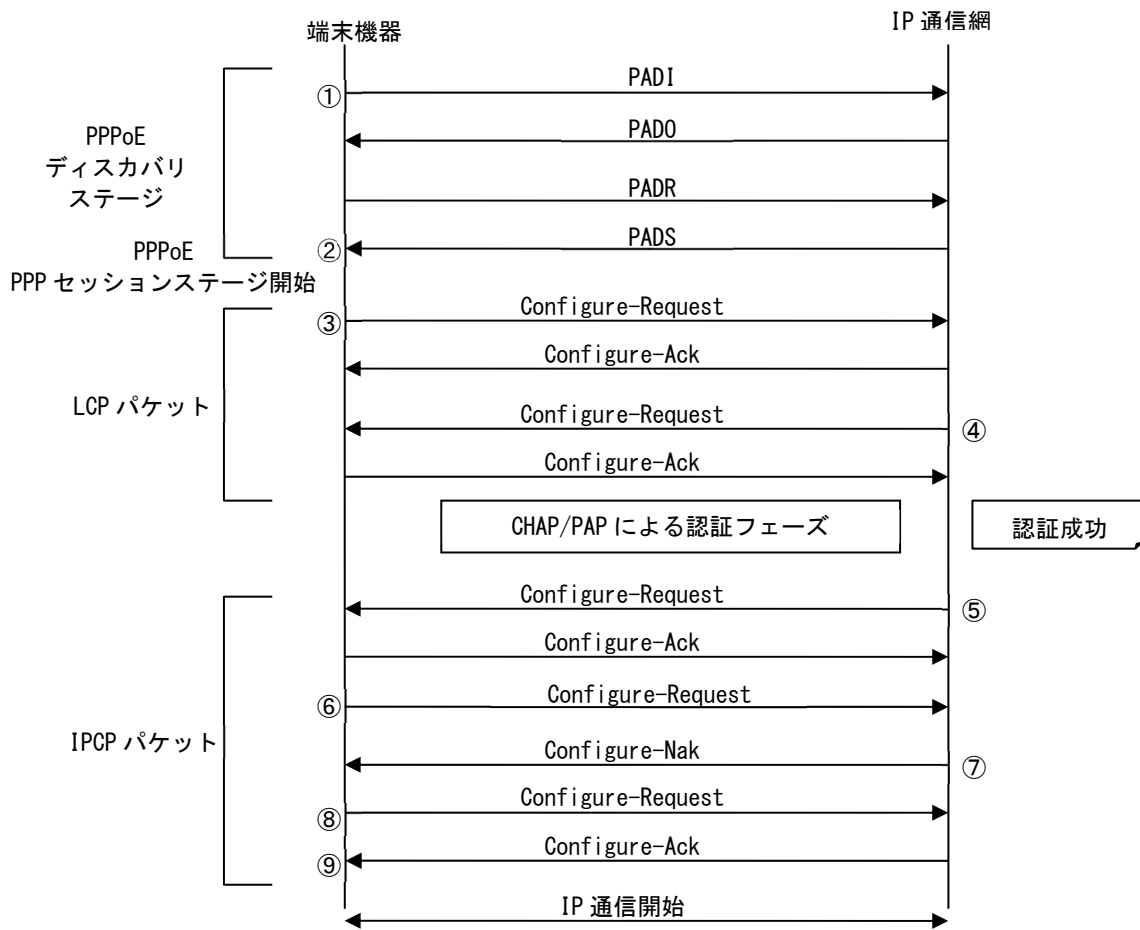 端末機器
IP 通信網
PADI
①
PADO
PPPoE
ディスカバリ
ステージ
PADR
PADS
②
PPPoE
PPP セッションステージ開始
Configure-Request
③
Configure-Ack
LCP パケット
Configure-Request
④
Configure-Ack
CHAP/PAP による認証フェーズ
認証成功
Configure-Request
⑤
Configure-Ack
Configure-Request
⑥
IPCP パケット
Configure-Nak
⑦
Configure-Request
⑧
Configure-Ack
⑨
IP 通信開始